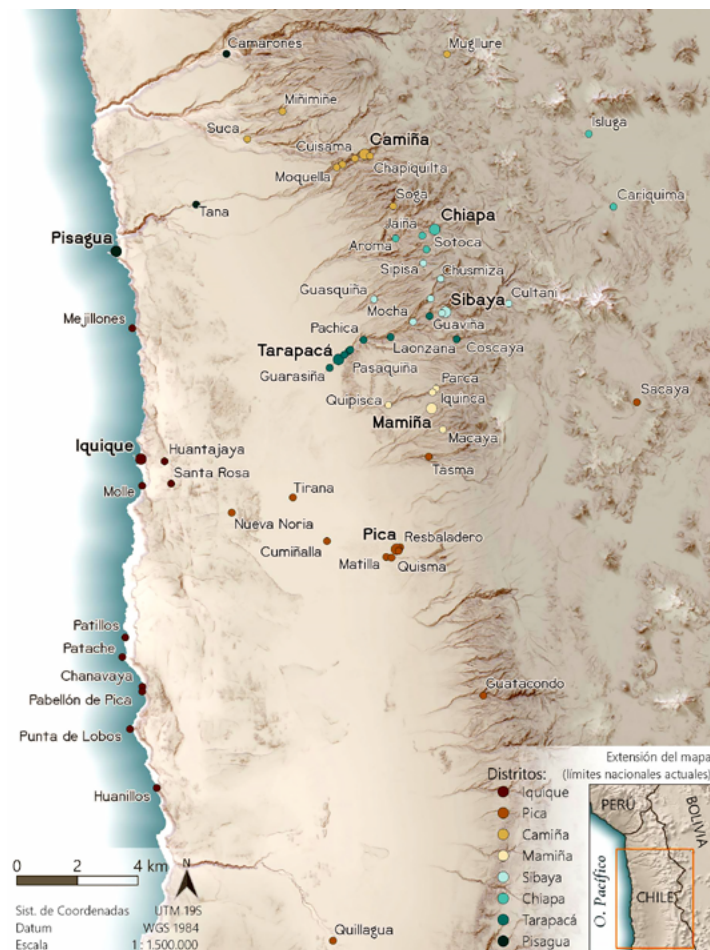 Camarones
Mugllure
Miñimiñe
Isluga
Suca
Camiña
Cuisama
Chapiquilta
Moquella
Soga
Cariquima
Tana
Jaiña
Chiapa
Pisagua
Aroma
Sotoca
Sipisa
Chusmiza
Guasquiña
Cultani
Sibaya
Mocha
Mejillones
Guaviña
Pachica
Tarapacá
Laonzana
Coscaya
Pasaquiña
Guarasiña
Parca
Sacaya
Quipisca
Iquinca
Mamiña
Macaya
Iquique
Huantajaya
Santa Rosa
Tasma
Molle
Tirana
Nueva Noria
Pica
Resbaladero
Cumiñalla
Matilla
Quisma
Patillos
Patache
Chanavaya
Guatacondo
Pabellón de Pica
Punta de Lobos
Huanillos
Quillagua
Extensión del mapa
(límites nacionales actuales)
Distritos:
Iquique
Pica
Camiña
Mamiña
Sibaya
Chiapa
Tarapacá
Pisagua
PERÚ
BOLIVIA
CHILE
O. Pacífico
0 2 4 km
N
Sist. de Coordenadas UTM 19S
Datum WGS 1984
Escala 1 : 1.500.000